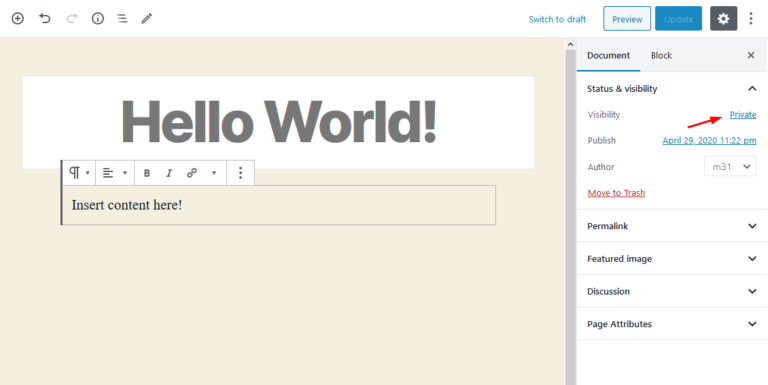 Switch to draft Preview Update
Document Block
Hello World!
B I
Insert content here!
Status & visibility
Visibility Private
Publish April 29, 2020 11:22 pm
Author m31
Move to Trash
Permalink
Featured image
Discussion
Page Attributes